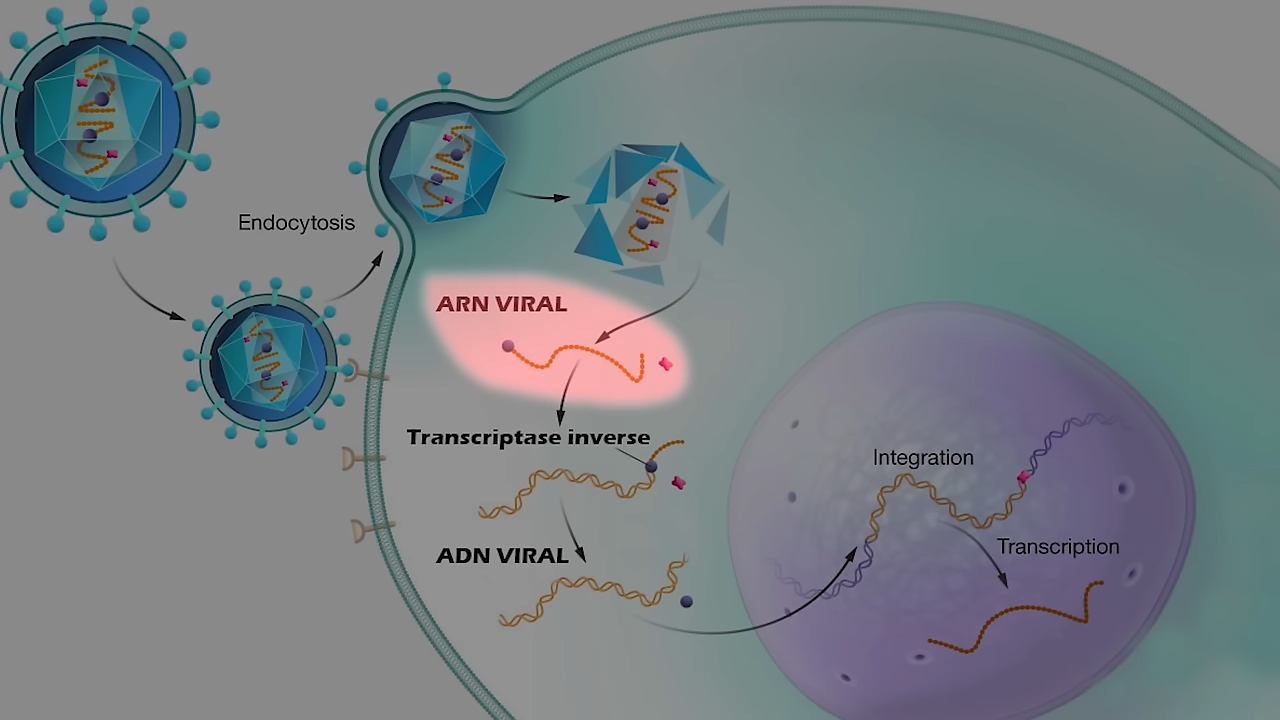 Endocytosis
ARN VIRAL
Transcriptase inverse
ADN VIRAL
Integration
Transcription